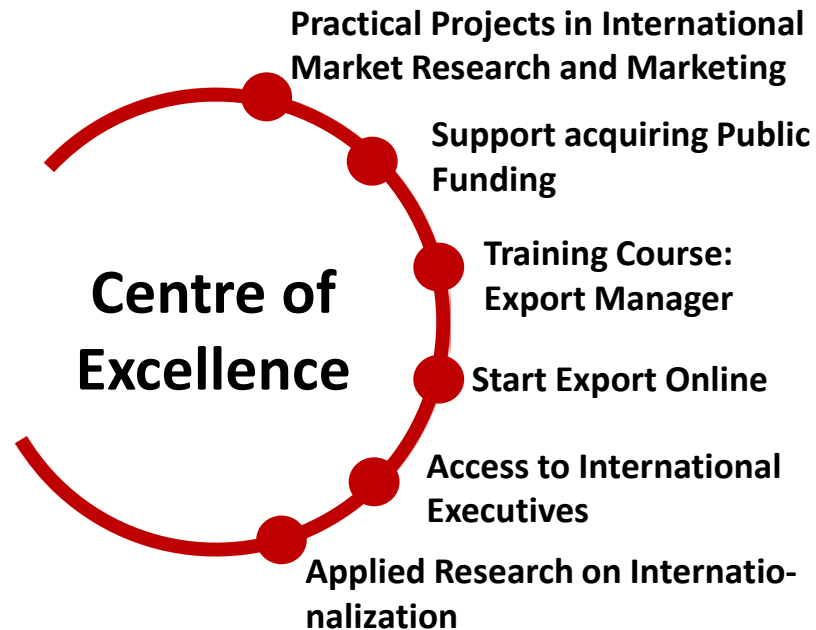 Practical Projects in International
Market Research and Marketing
Support acquiring Public
Funding
Training Course:
Export Manager
Centre of
Excellence
Start Export Online
Access to International
Executives
Applied Research on Internatio-
nalization